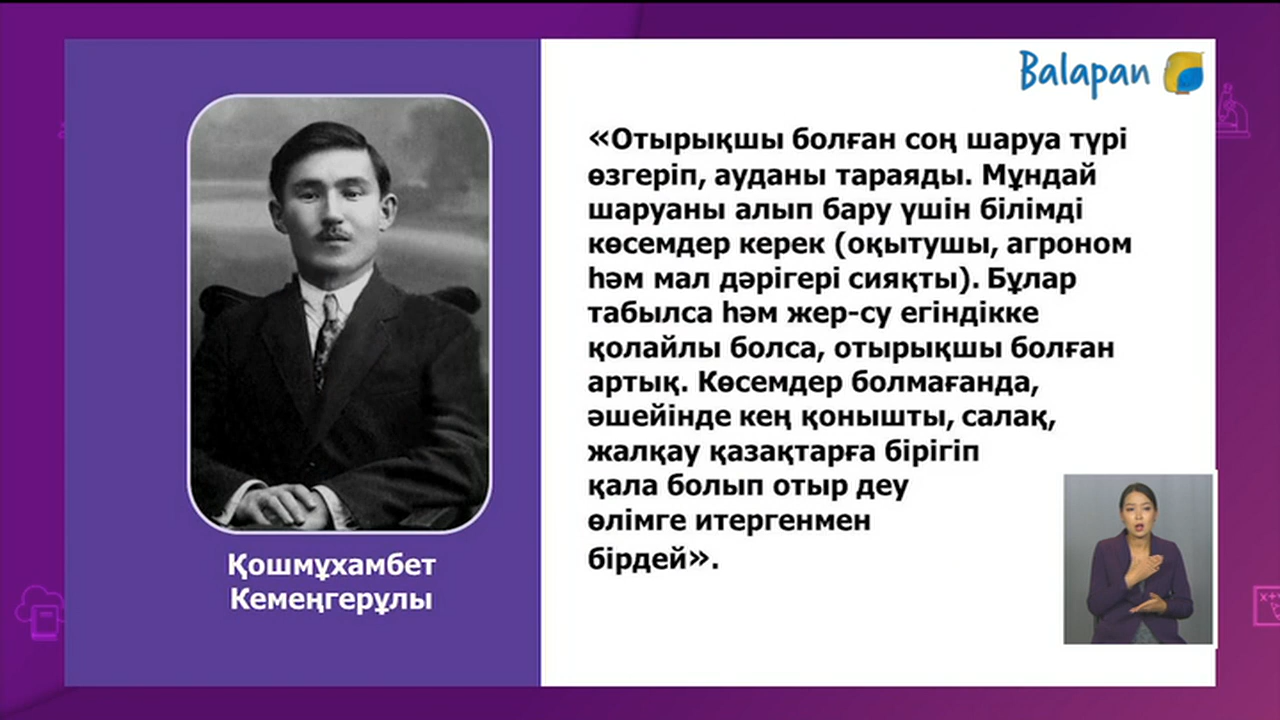 Balapan
«Отырықшы болған соң шаруа түрі
өзгеріп, ауданы тараяды. Мұндай
шаруаны алып бару үшін білімді
көсемдер керек (оқытушы, агроном
һәм мал дәрігері сияқты). Бұлар
табылса һәм жер-су егіндікке
қолайлы болса, отырықшы болған
артық. Көсемдер болмағанда,
әшейінде кең қонышты, салақ,
жалқау қазақтарға бірігіп
қала болып отыр деу
өлімге итергенмен
бірдей».
Қошмұхамбет
Кемеңгерұлы